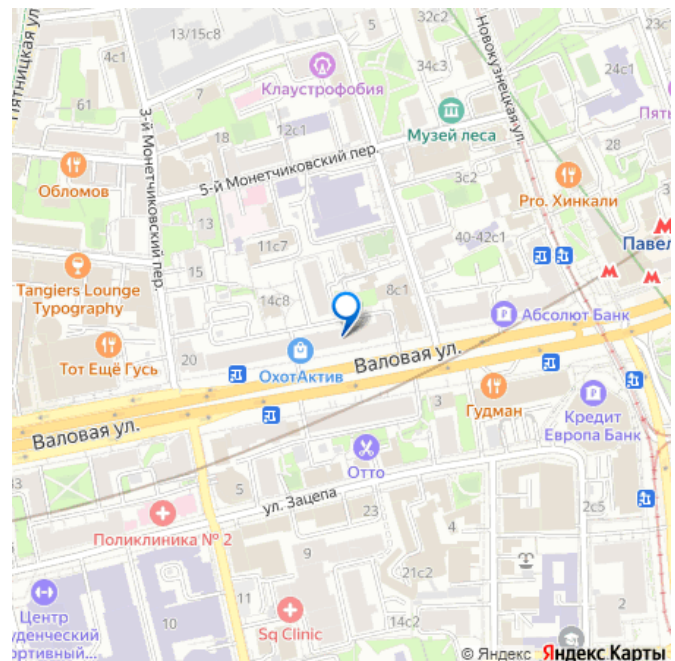 32с2
23с1
13/15с8
Пятницкая ул.
4с1
Клаустрофобия
34с3
Новокузнецкая ул.
24с1
61
3-й Монетчиковский пер.
7
Музей леса
18
12с1
28
Обломов
5-й Монетчиковский пер.
3с2
Pro. Хинкали
13
11с7
40-42с1
Павел
Tangiers Lounge
Typography
15
14с8
8с1
Абсолют Банк
Тот Ещё Гусь
20
ОхотАктив
Валовая ул.
3
Гудман
Кредит
Европа Банк
Валовая ул.
Отто
5
ул. Зацепа
23
2с5
Поликлиника № 2
4
9
21с2
Центр
уденческий
ортивный...
10
11
Sq Clinic
14с2
2
© Яндекс Яндекс Карты